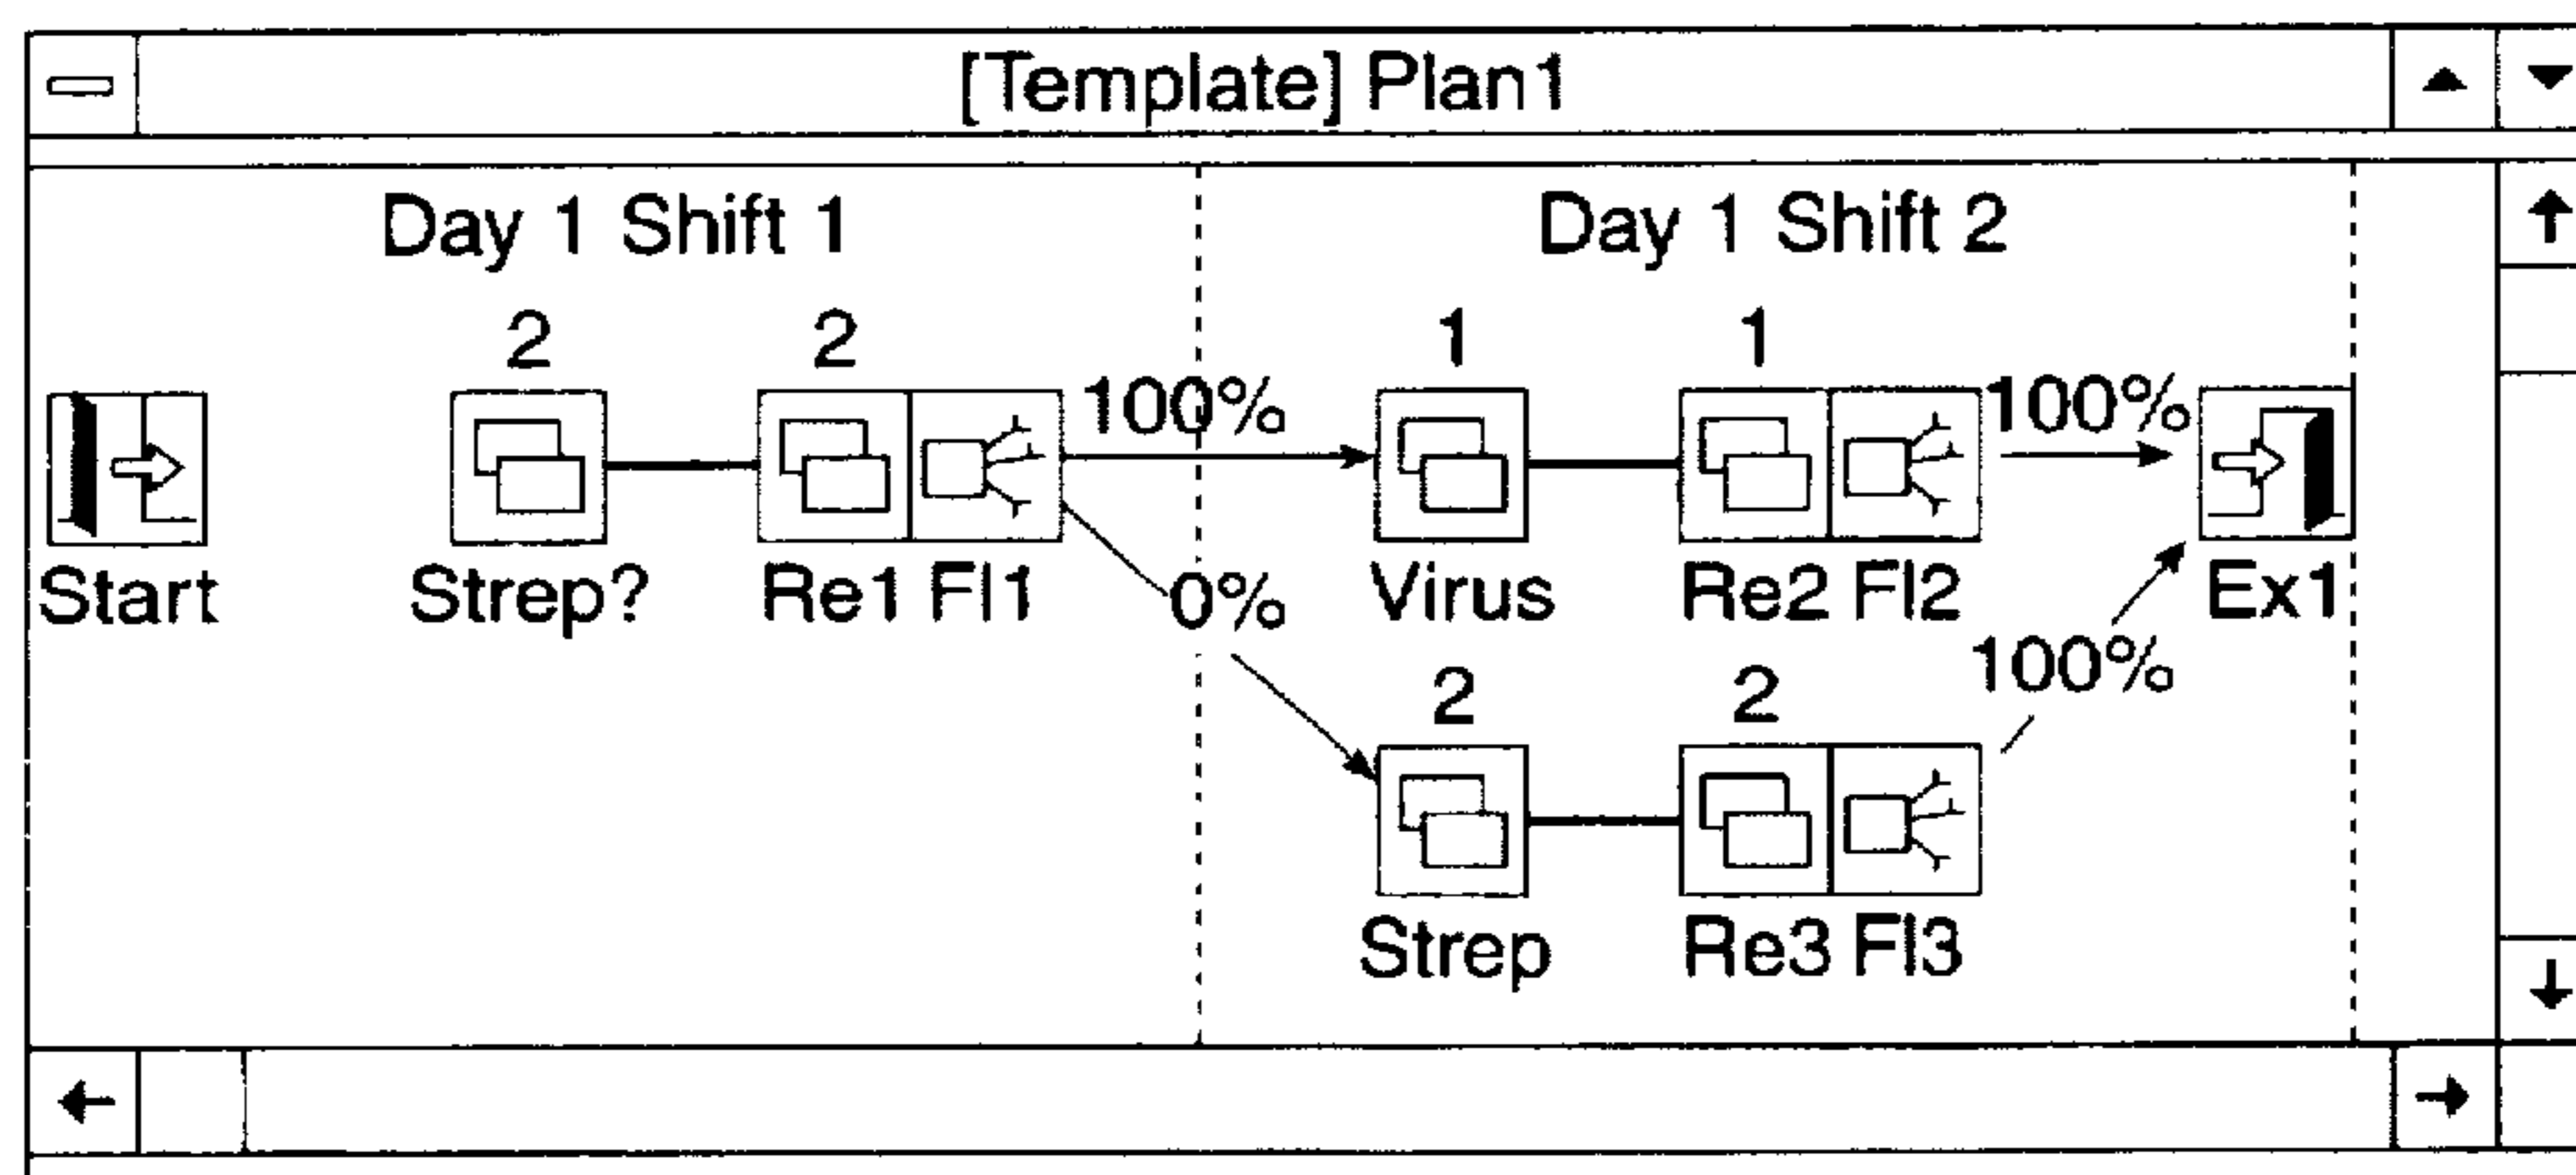 [Template] Plan1
Day 1 Shift 1
Day 1 Shift 2
2 2 1 1
100% 100%
Start Strep? Re1 Fl1 0% Virus Re2 Fl2 Ex1
2 2 100%
Strep Re3 Fl3